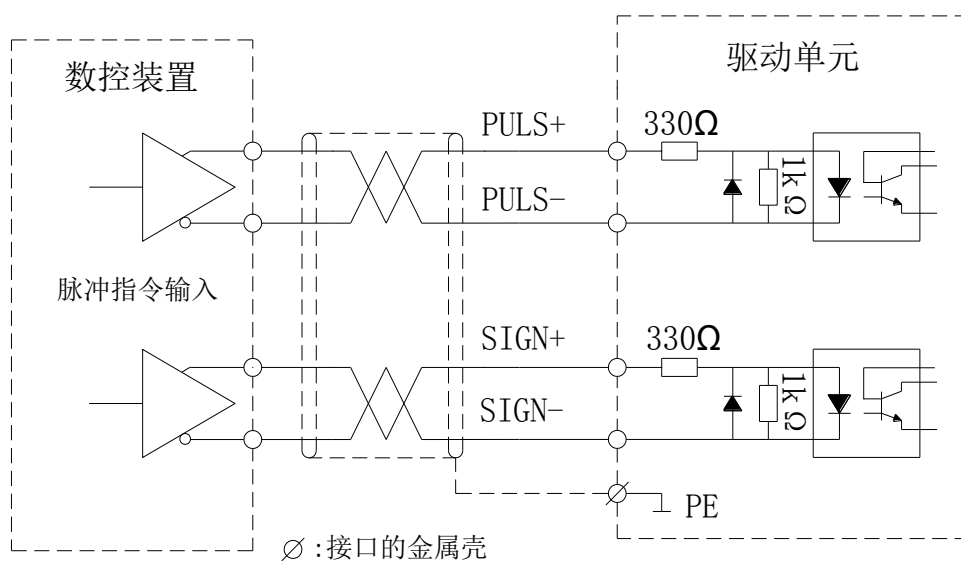 数控装置
驱动单元
PULS+
330Ω
PULS-
1kΩ
脉冲指令输入
SIGN+
330Ω
SIGN-
1kΩ
PE
:接口的金属壳